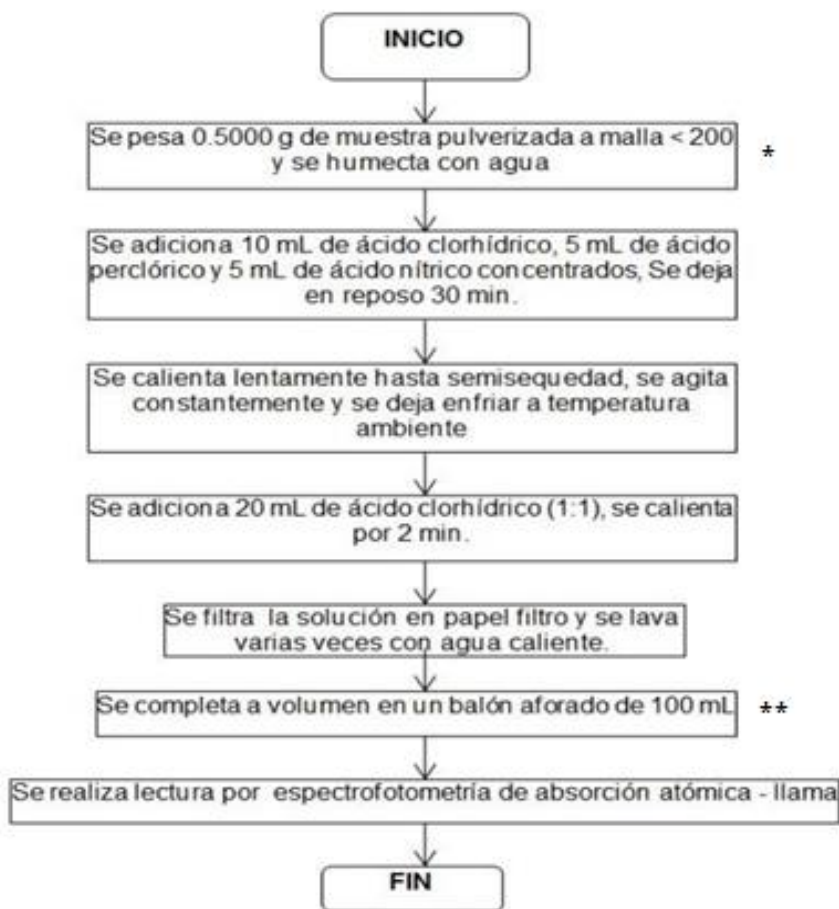 INICIO
Se pesa 0.5000 g de muestra pulverizada a malla < 200
y se humecta con agua
*
Se adiciona 10 mL de ácido clorhídrico, 5 mL de ácido
perclórico y 5 mL de ácido nítrico concentrados, Se deja
en reposo 30 min.
Se calienta lentamente hasta semisequedad, se agita
constantemente y se deja enfriar a temperatura
ambiente
Se adiciona 20 mL de ácido clorhídrico (1:1), se calienta
por 2 min.
Se filtra la solución en papel filtro y se lava
varias veces con agua caliente.
Se completa a volumen en un balón aforado de 100 mL **
Se realiza lectura por espectrofotometría de absorción atómica - llama
FIN